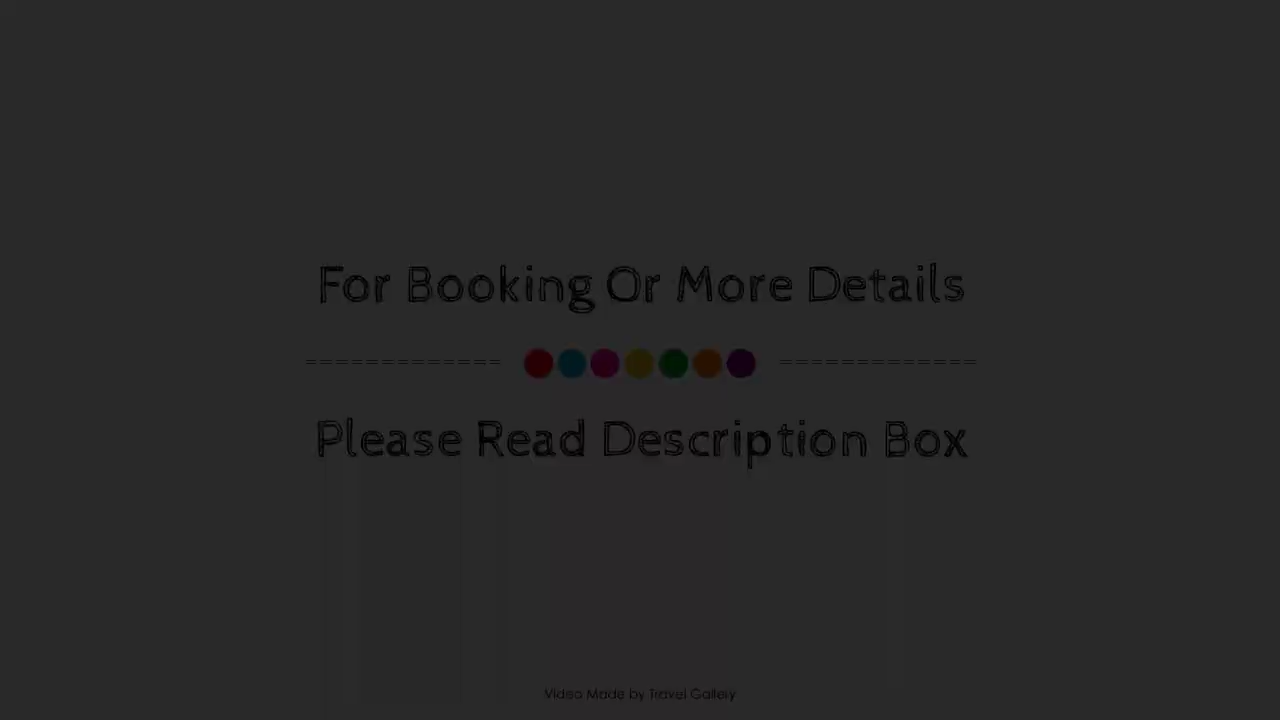 For Booking Or More Details
============= =============
Please Read Description Box
Video Made by Travel Gallery